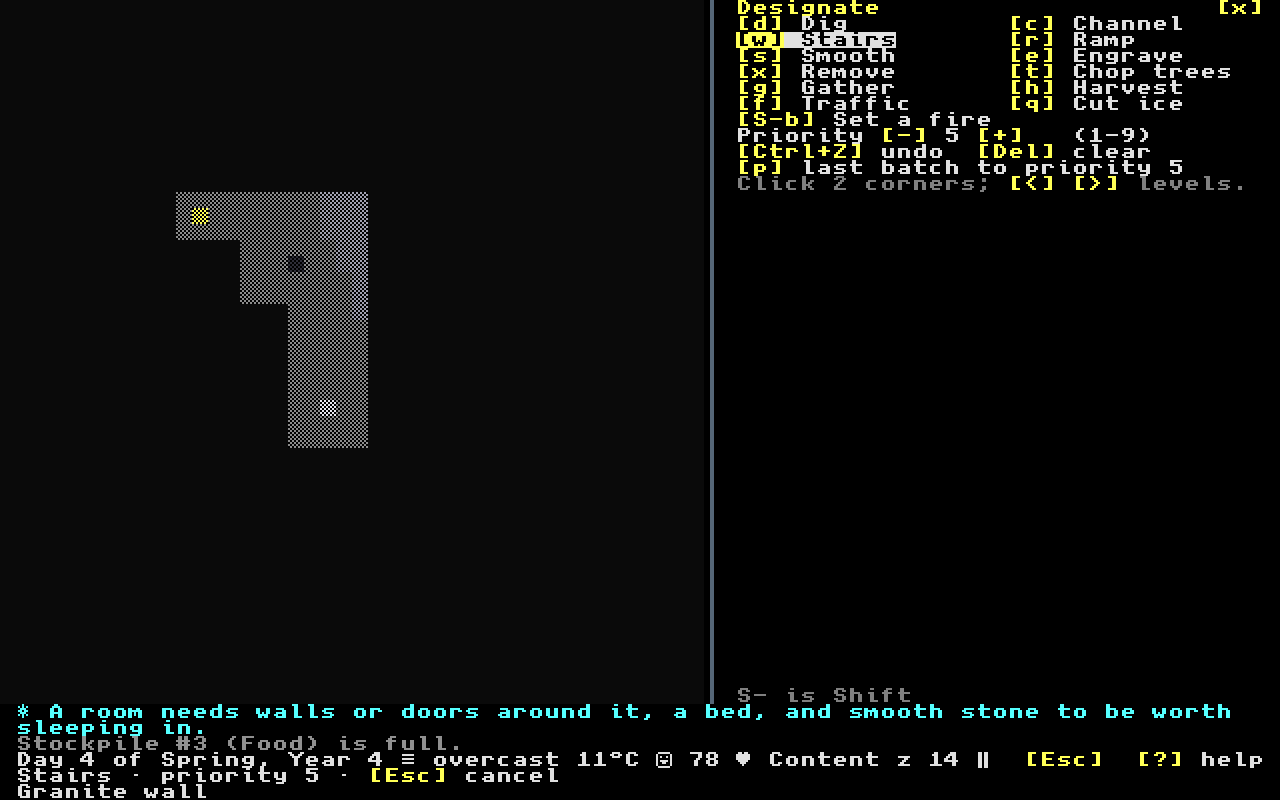 Designate [x]
[d] Dig [c] Channel
[w] Stairs [r] Ramp
[s] Smooth [e] Engrave
[x] Remove [t] Chop trees
[g] Gather [h] Harvest
[f] Traffic [q] Cut ice
[S-b] Set a fire
Priority [-] 5 [+] (1-9)
[Ctrl+Z] undo [Del] clear
[p] last batch to priority 5
Click 2 corners; [<] [>] levels.
S- is Shift
☼ A room needs walls or doors around it, a bed, and smooth stone to be worth
sleeping in.
Stockpile #3 (Food) is full.
Day 4 of Spring, Year 4 ≡ overcast 11°C ☺ 78 ♥ Content z 14 ‖ [Esc] [?] help
Stairs · priority 5 · [Esc] cancel
Granite wall